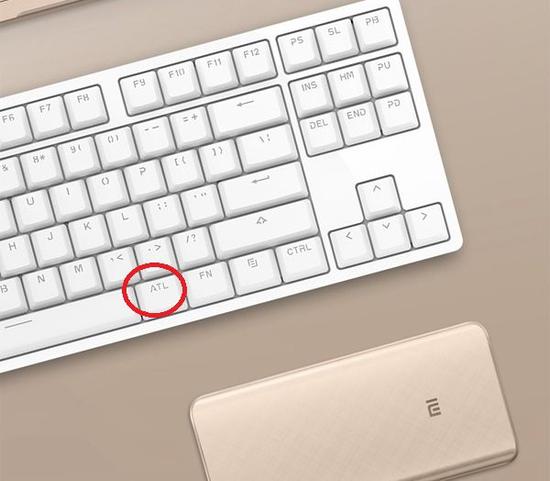 F6 F7 F8 F9 F10 F11 F12 PS SL PB
& 8* 9( 0) -- =+ ← INS HM PU
U I O P [( ]) \: DEL END PD
H J K L :: '" ↵
B N M '< .> /? ⇧ ^
ATL FN CTRL < v >